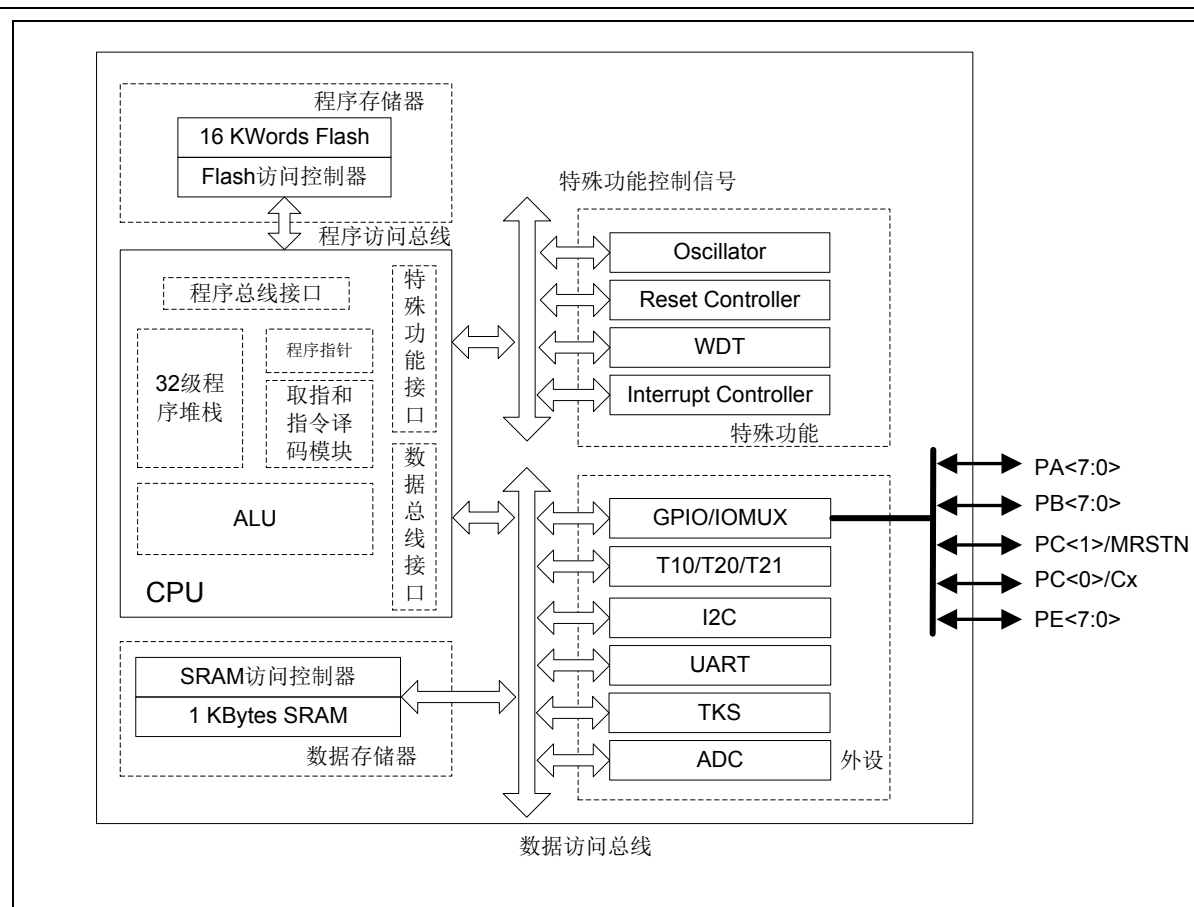 程序存储器
16 KWords Flash
Flash访问控制器
程序访问总线
特殊功能控制信号
程序总线接口
特
殊
功
能
接
口
32级程
序堆栈
程序指针
取指和
指令译
码模块
数
据
总
线
接
口
ALU
CPU
SRAM访问控制器
1 KBytes SRAM
数据存储器
Oscillator
Reset Controller
WDT
Interrupt Controller
特殊功能
GPIO/IOMUX
T10/T20/T21
I2C
UART
TKS
ADC
外设
数据访问总线
PA<7:0>
PB<7:0>
PC<1>/MRSTN
PC<0>/Cx
PE<7:0>